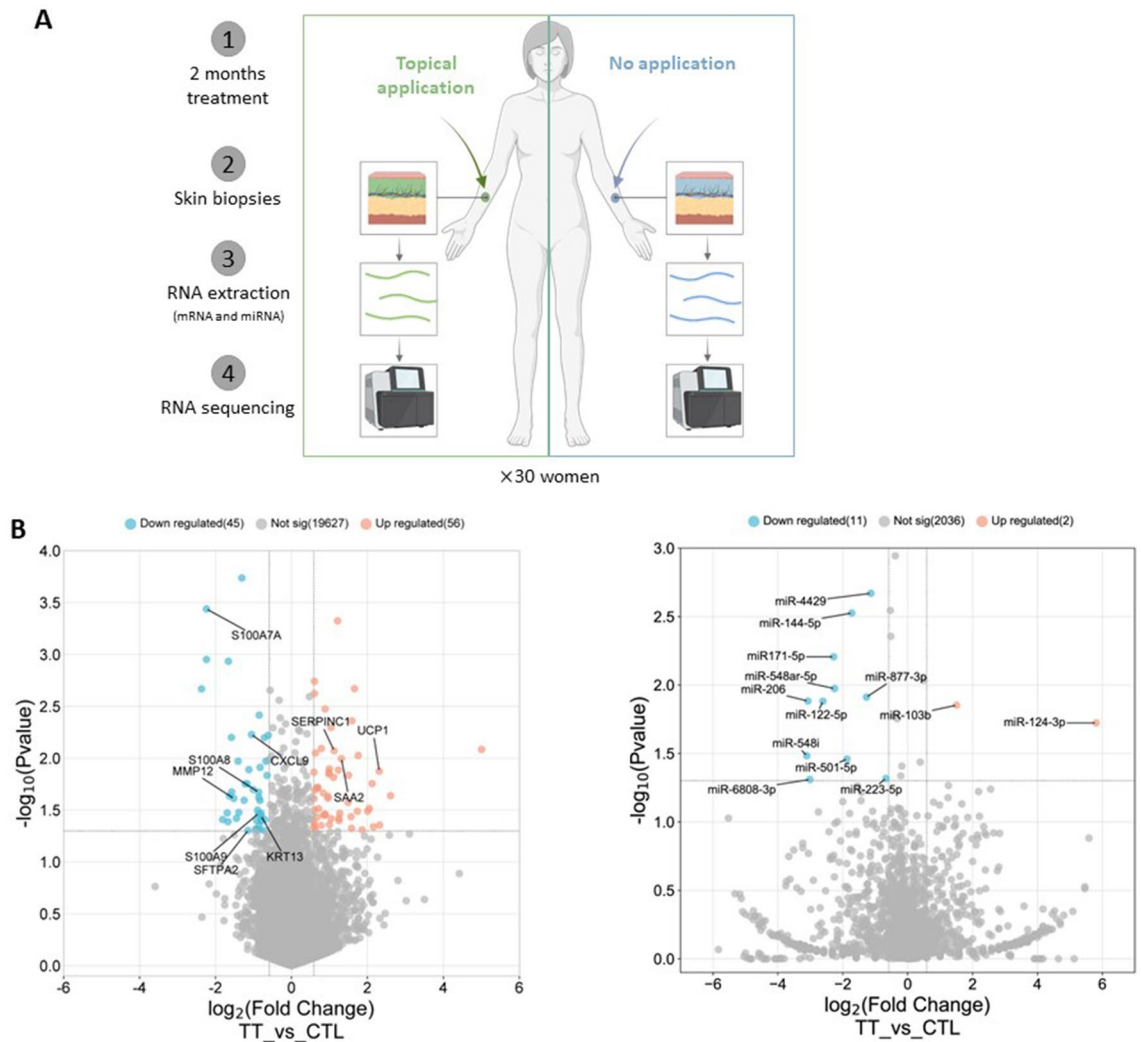 A
1
2 months
treatment
2
Skin biopsies
3
RNA extraction
(mRNA and miRNA)
4
RNA sequencing
Topical
application
No application
×30 women
B
Down regulated(45) Not sig(19627) Up regulated(56)
4.0
3.5
3.0
2.5
2.0
1.5
1.0
0.5
0.0
-log10(Pvalue)
S100A7A
SERPINC1
UCP1
S100A8
CXCL9
MMP12
SAA2
S100A9
KRT13
SFTPA2
-6 -4 -2 0 2 4 6
log2(Fold Change)
TT_vs_CTL
Down regulated(11) Not sig(2036) Up regulated(2)
3.0
2.5
2.0
1.5
1.0
0.5
0.0
-log10(Pvalue)
miR-4429
miR-144-5p
miR171-5p
miR-548ar-5p
miR-877-3p
miR-206
miR-122-5p
miR-103b
miR-124-3p
miR-548i
miR-501-5p
miR-6808-3p
miR-223-5p
−6 −4 −2 0 2 4 6
log2(Fold Change)
TT_vs_CTL